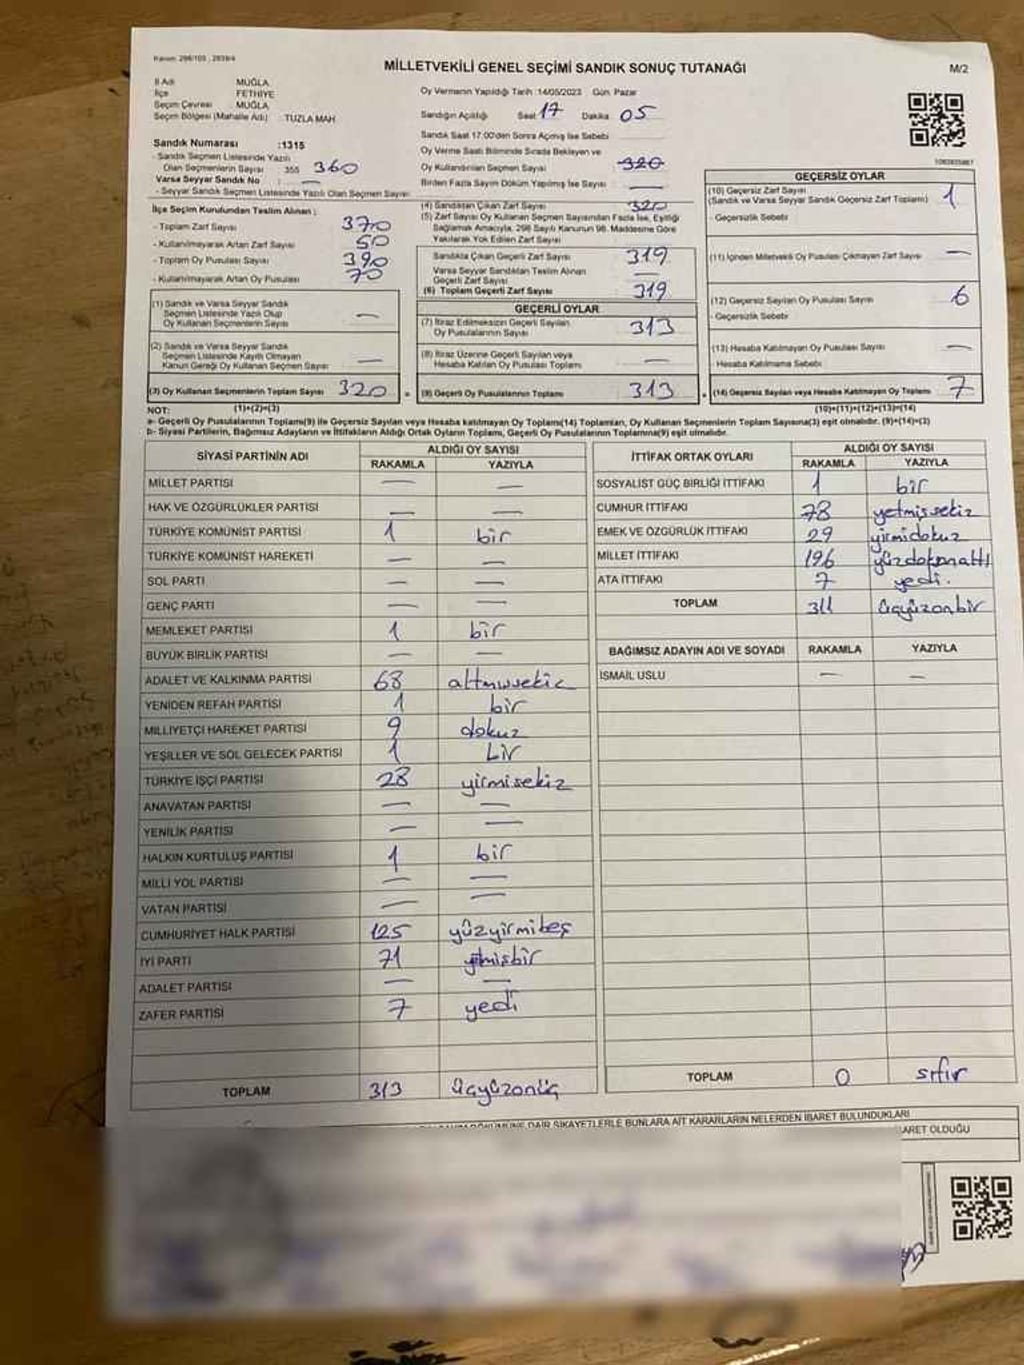 Kanun: 298/105 , 2839/4
MİLLETVEKİLİ GENEL SEÇİMİ SANDIK SONUÇ TUTANAĞI
M/2
İl Adı : MUĞLA
İlçe : FETHİYE
Seçim Çevresi : MUĞLA
Seçim Bölgesi (Mahalle Adı) : TUZLA MAH.
Oy Vermenin Yapıldığı Tarih :14/05/2023 Gün: Pazar
Sandığın Açıldığı Saat 17 Dakika 05
Sandık Saat 17:00'den Sonra Açılmış İse Sebebi
Sandık Numarası :1315
- Sandık Seçmen Listesinde Yazılı
Olan Seçmenlerin Sayısı 355 360
Varsa Seyyar Sandık No : —
- Seyyar Sandık Seçmen Listesinde Yazılı Olan Seçmen Sayısı:
Oy Verme Saati Bitiminde Sırada Bekleyen ve
Oy Kullandırılan Seçmen Sayısı 320
Birden Fazla Sayım Döküm Yapılmış İse Sayısı —
İlçe Seçim Kurulundan Teslim Alınan :
- Toplam Zarf Sayısı 370
- Kullanılmayarak Artan Zarf Sayısı 50
- Toplam Oy Pusulası Sayısı 390
- Kullanılmayarak Artan Oy Pusulası 70
(1) Sandık ve Varsa Seyyar Sandık
Seçmen Listesinde Yazılı Olup
Oy Kullanan Seçmenlerin Sayısı —
(2) Sandık ve Varsa Seyyar Sandık
Seçmen Listesinde Kayıtlı Olmayan
Kanun Gereği Oy Kullanan Seçmen Sayısı —
(3) Oy Kullanan Seçmenlerin Toplam Sayısı 320
(1)+(2)=(3)
(4) Sandıktan Çıkan Zarf Sayısı 320
(5) Zarf Sayısı Oy Kullanan Seçmen Sayısından Fazla İse, Eşitliği
Sağlamak Amacıyla, 298 Sayılı Kanunun 98. Maddesine Göre
Yakılarak Yok Edilen Zarf Sayısı
Sandıkta Çıkan Geçerli Zarf Sayısı 319
Varsa Seyyar Sandıktan Teslim Alınan
Geçerli Zarf Sayısı —
(6) Toplam Geçerli Zarf Sayısı 319
GEÇERLİ OYLAR
(7) İtiraz Edilmeksizin Geçerli Sayılan
Oy Pusulalarının Sayısı 313
(8) İtiraz Üzerine Geçerli Sayılan veya
Hesaba Katılan Oy Pusulası Toplamı —
(9) Geçerli Oy Pusulalarının Toplamı 313
GEÇERSİZ OYLAR
(10) Geçersiz Zarf Sayısı
(Sandık ve Varsa Seyyar Sandık Geçersiz Zarf Toplamı) 1
- Geçersizlik Sebebi
(11) İçinden Milletvekili Oy Pusulası Çıkmayan Zarf Sayısı —
(12) Geçersiz Sayılan Oy Pusulası Sayısı 6
- Geçersizlik Sebebi
(13) Hesaba Katılmayan Oy Pusulası Sayısı —
- Hesaba Katılmama Sebebi
(14) Geçersiz Sayılan veya Hesaba Katılmayan Oy Toplamı 7
(10)+(11)+(12)+(13)=(14)
NOT:
a- Geçerli Oy Pusulaları Toplamı(9) ile Geçersiz Sayılan veya Hesaba katılmayan Oy Toplamı(14) Toplamları, Oy Kullanan Seçmenlerin Toplam Sayısına(3) eşit olmalıdır. (9)+(14)=(3)
b- Siyasi Partilerin, Bağımsız Adayların ve İttifakların Aldığı Ortak Oyların Toplamı, Geçerli Oy Pusulalarının Toplamına(9) eşit olmalıdır.
SİYASİ PARTİNİN ADI ALDIĞI OY SAYISI
RAKAMLA YAZIYLA
MİLLET PARTİSİ — —
HAK VE ÖZGÜRLÜKLER PARTİSİ — —
TÜRKİYE KOMÜNİST PARTİSİ 1 bir
TÜRKİYE KOMÜNİST HAREKETİ — —
SOL PARTİ — —
GENÇ PARTİ — —
MEMLEKET PARTİSİ 1 bir
BÜYÜK BİRLİK PARTİSİ — —
ADALET VE KALKINMA PARTİSİ 68 altmışsekiz
YENİDEN REFAH PARTİSİ 1 bir
MİLLİYETÇİ HAREKET PARTİSİ 9 dokuz
YEŞİLLER VE SOL GELECEK PARTİSİ 1 bir
TÜRKİYE İŞÇİ PARTİSİ 28 yirmisekiz
ANAVATAN PARTİSİ — —
YENİLİK PARTİSİ — —
HALKIN KURTULUŞ PARTİSİ 1 bir
MİLLİ YOL PARTİSİ — —
VATAN PARTİSİ — —
CUMHURİYET HALK PARTİSİ 125 yüzyirmibeş
İYİ PARTİ 71 yetmişbir
ADALET PARTİSİ — —
ZAFER PARTİSİ 7 yedi
TOPLAM 313 üçyüzonüç
İTTİFAK ORTAK OYLARI ALDIĞI OY SAYISI
RAKAMLA YAZIYLA
SOSYALİST GÜÇ BİRLİĞİ İTTİFAKI 1 bir
CUMHUR İTTİFAKI 78 yetmişsekiz
EMEK VE ÖZGÜRLÜK İTTİFAKI 29 yirmidokuz
MİLLET İTTİFAKI 196 yüzdoksanaltı
ATA İTTİFAKI 7 yedi.
TOPLAM 311 üçyüzonbir
BAĞIMSIZ ADAYIN ADI VE SOYADI RAKAMLA YAZIYLA
İSMAİL USLU — —
TOPLAM 0 sıfır
DÖKÜMÜNE DAİR ŞİKAYETLERLE BUNLARA AİT KARARLARIN NELERDEN İBARET BULUNDUKLARI
BARET OLDUĞU